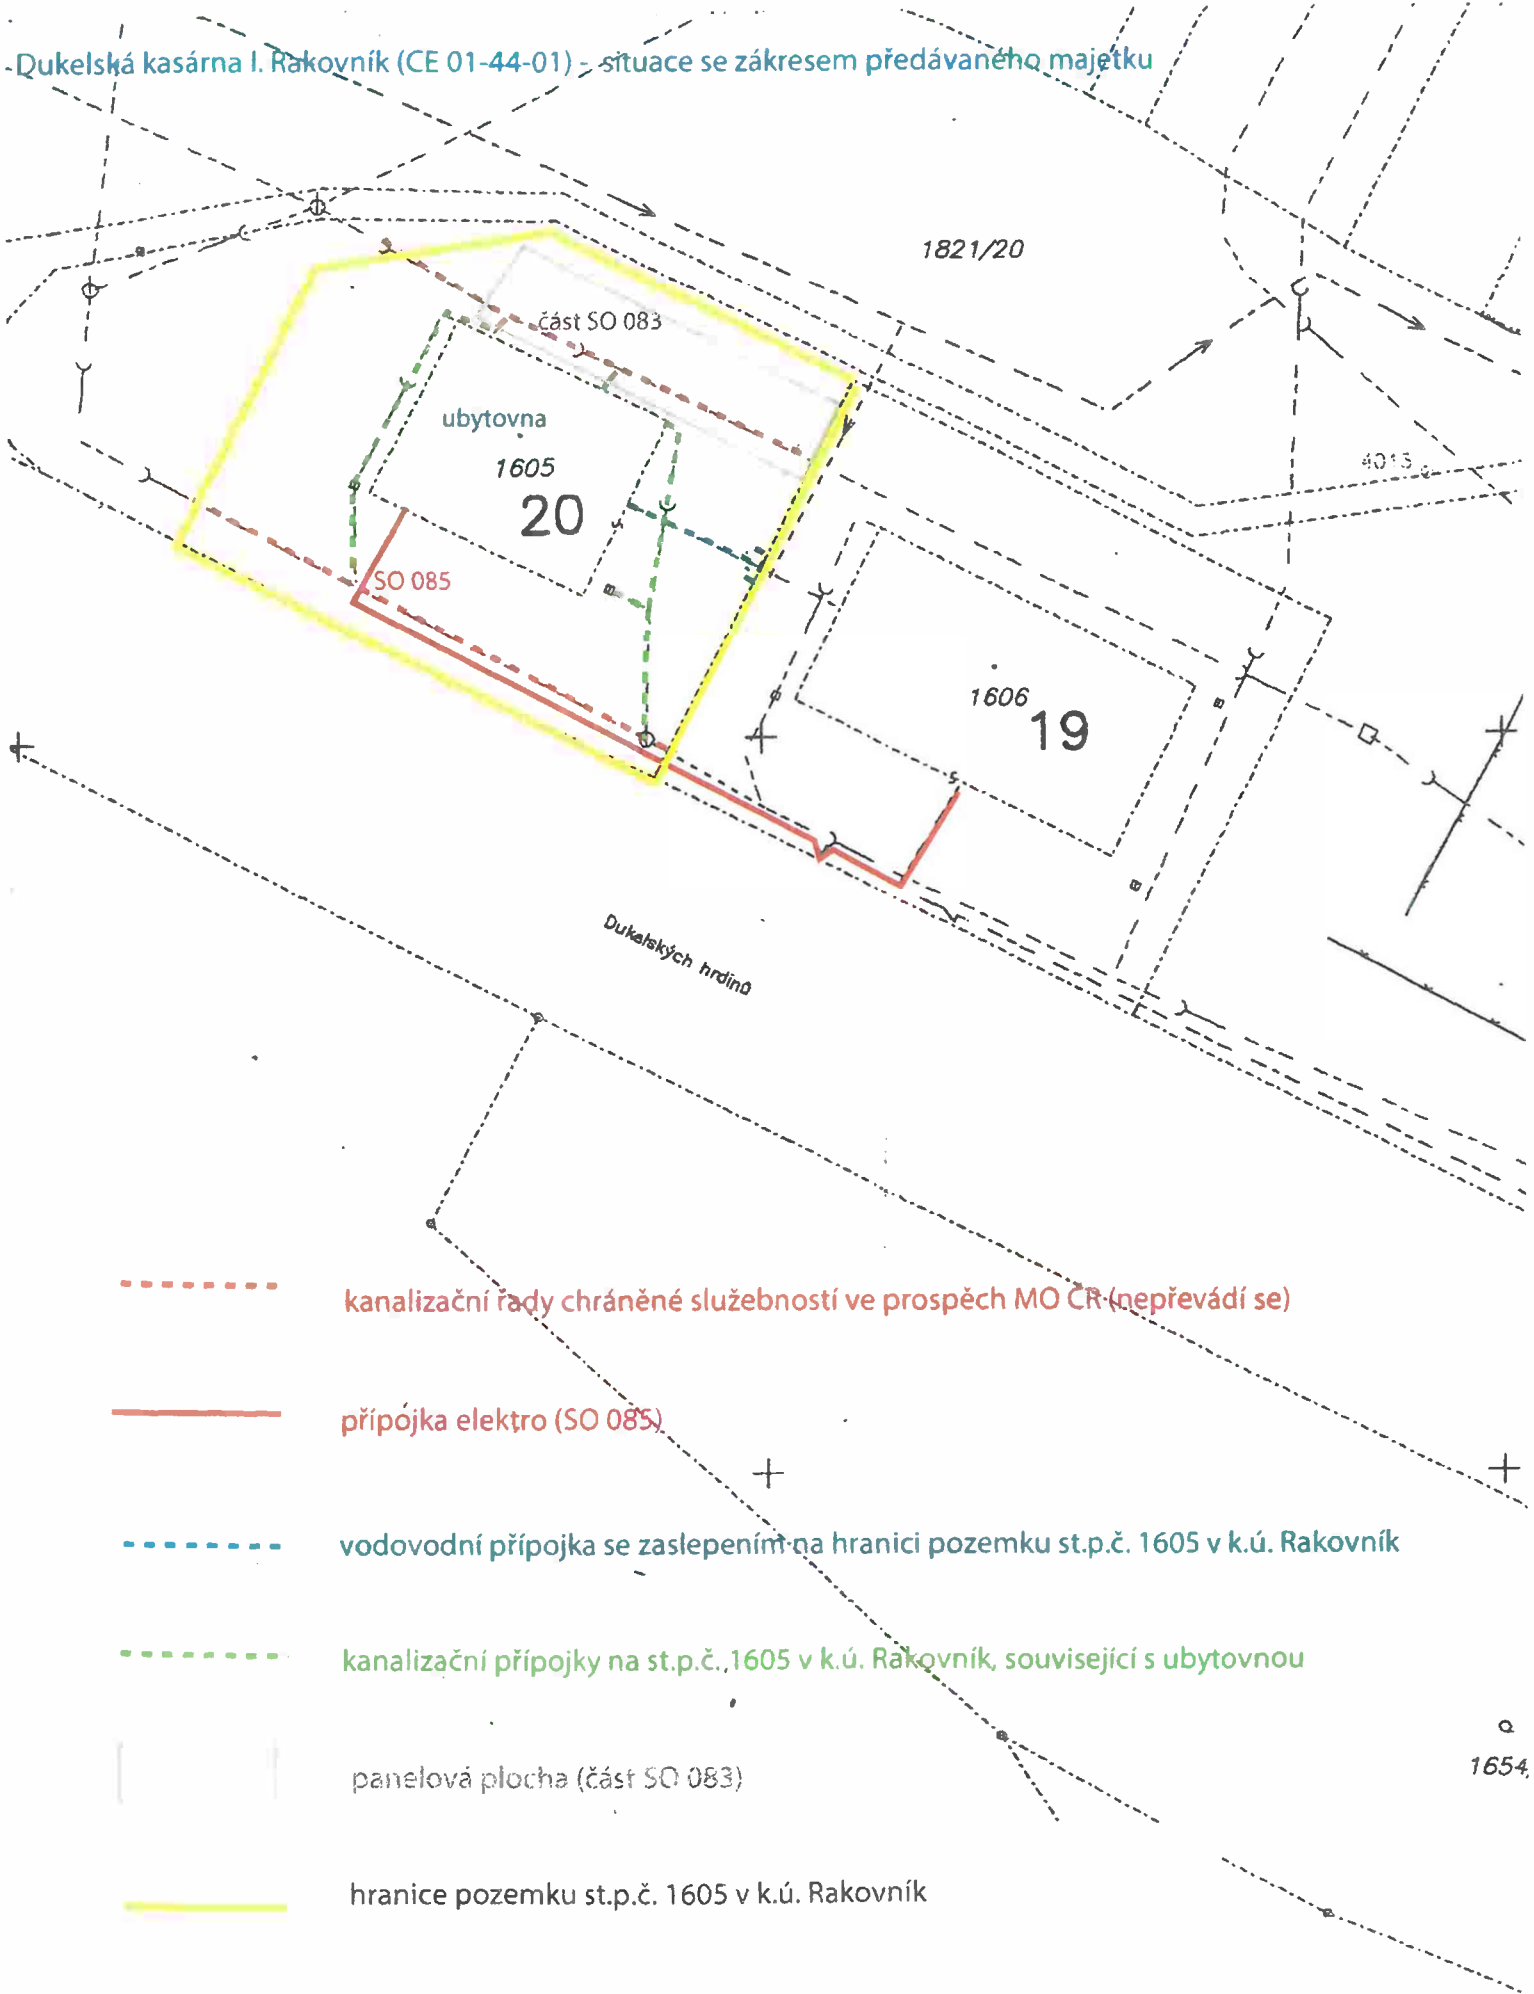 Dukelská kasárna I. Rakovník (CE 01-44-01) - situace se zákresem předávaného majetku
1821/20
část SO 083
ubytovna
1605
20
4013
SO 085
1606
19
Dukelských hrdinů
kanalizační řady chráněné služebností ve prospěch MO ČR (nepřevádí se)
přípojka elektro (SO 085)
vodovodní přípojka se zaslepením na hranici pozemku st.p.č. 1605 v k.ú. Rakovník
kanalizační přípojky na st.p.č. 1605 v k.ú. Rakovník, související s ubytovnou
panelová plocha (část SO 083)
1654
hranice pozemku st.p.č. 1605 v k.ú. Rakovník